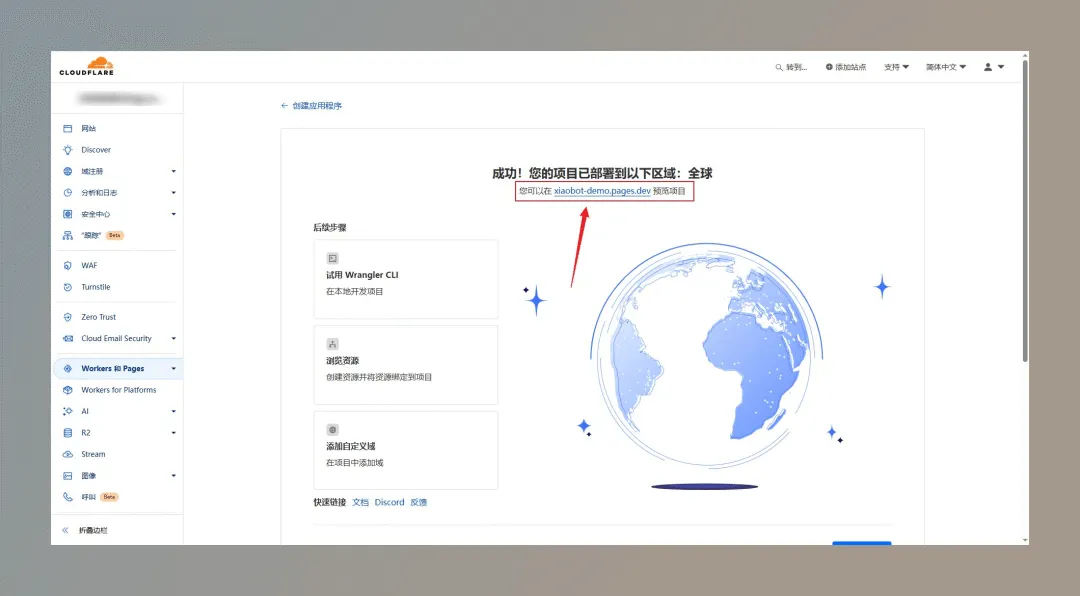 CLOUDFLARE
转到...
添加站点
支持
简体中文
网站
Discover
域注册
分析和日志
安全中心
“跟踪” Beta
WAF
Turnstile
Zero Trust
Cloud Email Security
Workers 和 Pages
Workers for Platforms
AI
R2
Stream
图像
呼叫 Beta
折叠边栏
← 创建应用程序
成功！您的项目已部署到以下区域：全球
您可以在 xiaobot-demo.pages.dev 预览项目
后续步骤
试用 Wrangler CLI
在本地开发项目
浏览资源
创建资源并将资源绑定到项目
添加自定义域
在项目中添加域
快速链接 文档 Discord 反馈